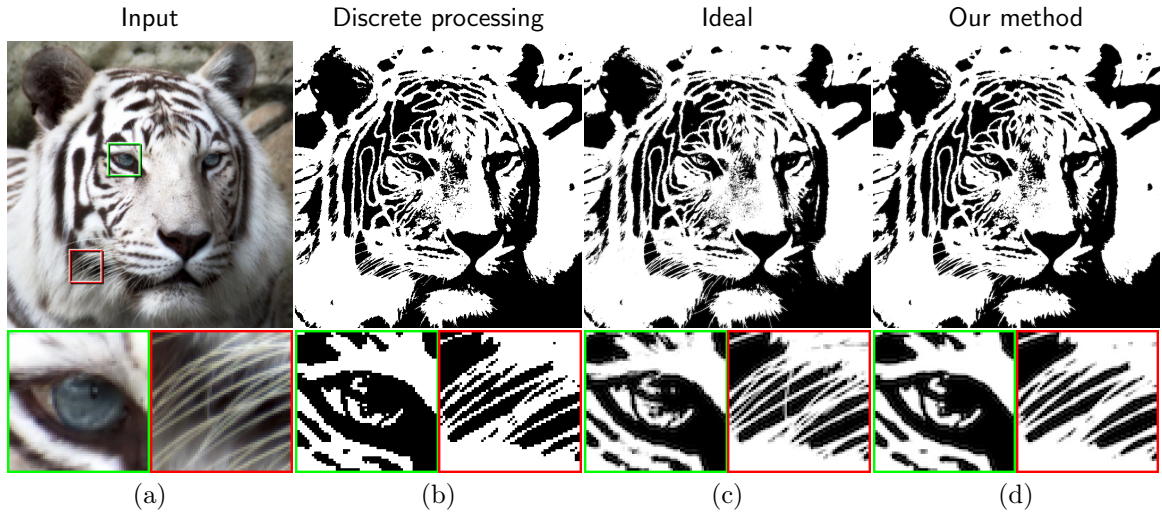 Input
Discrete processing
Ideal
Our method
(a)
(b)
(c)
(d)